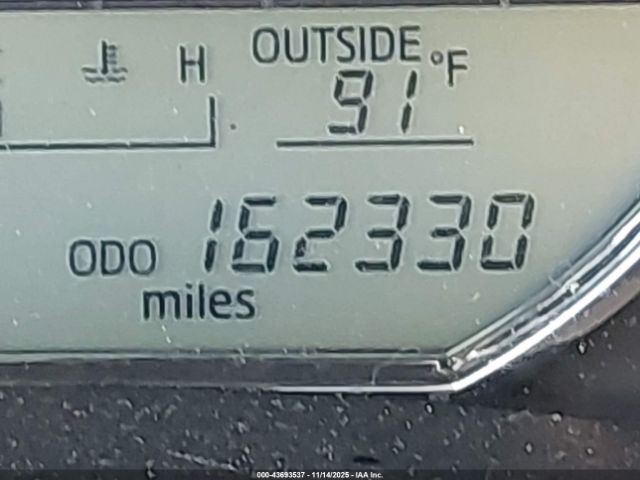 H OUTSIDE °F
91
ODO 162330
miles
000-43693537 - 11/14/2025 - IAA Inc.